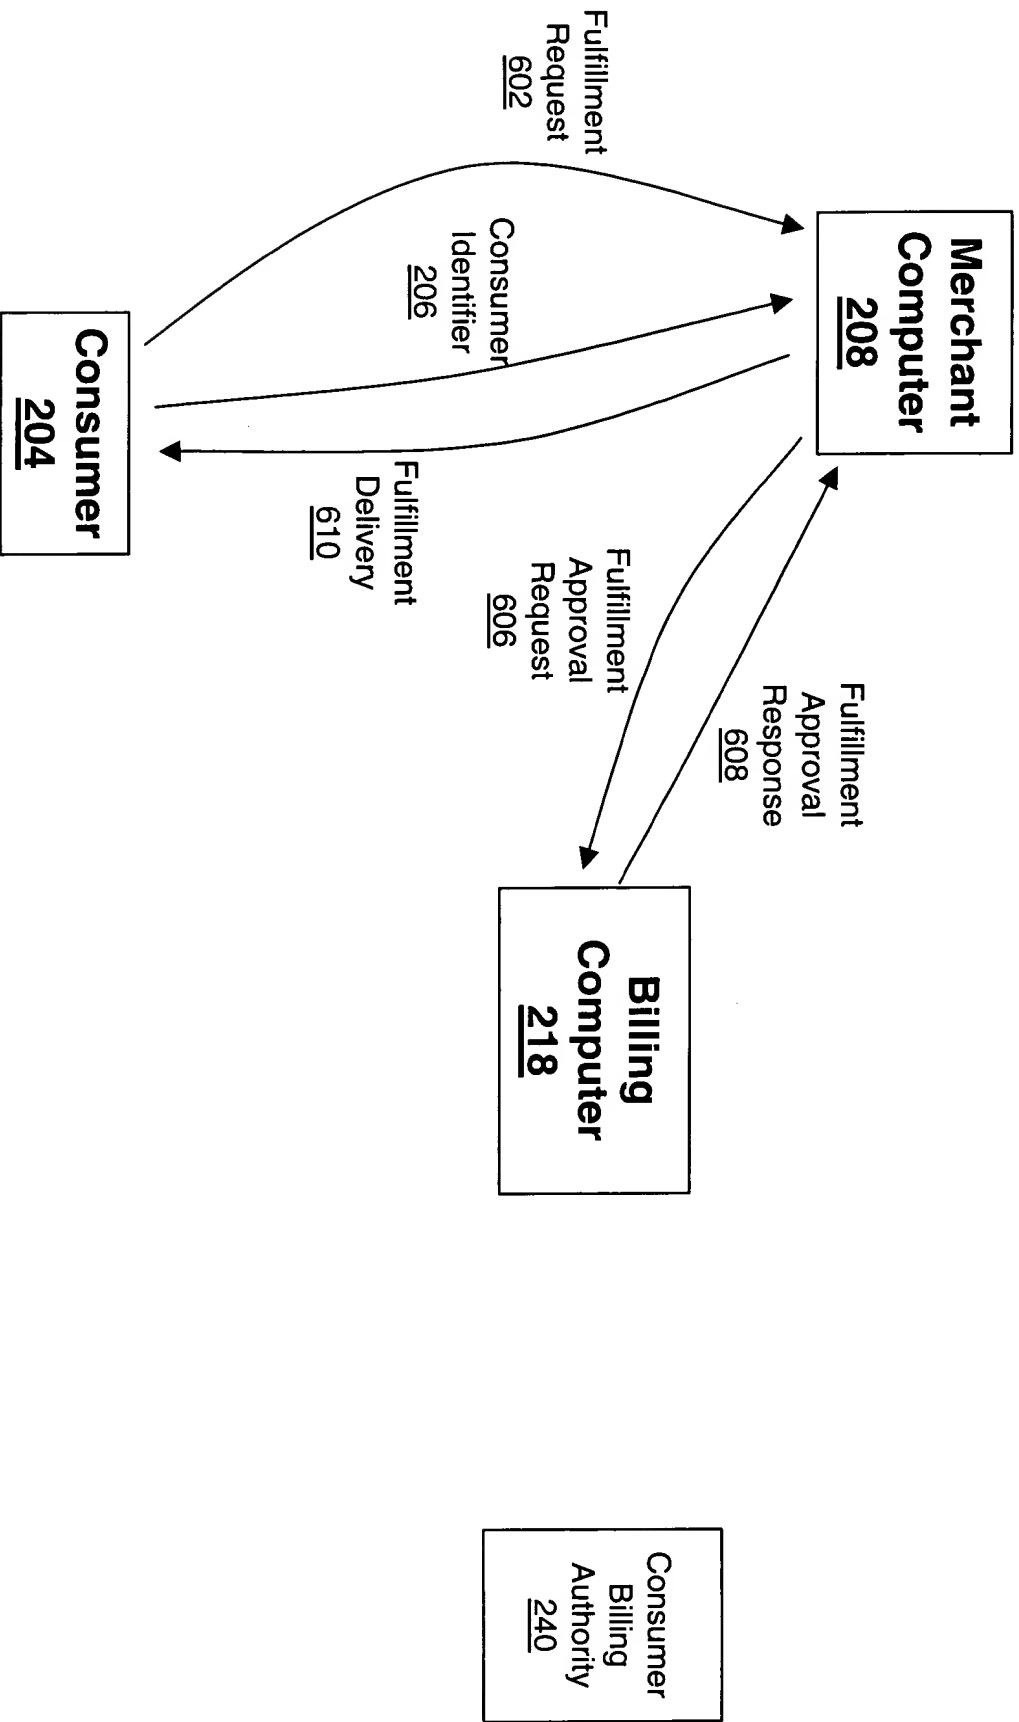 Merchant
Computer
208
Fulfillment
Request
602
Consumer
Identifier
206
Fulfillment
Delivery
610
Consumer
204
Fulfillment
Approval
Response
608
Fulfillment
Approval
Request
606
Billing
Computer
218
Consumer
Billing
Authority
240